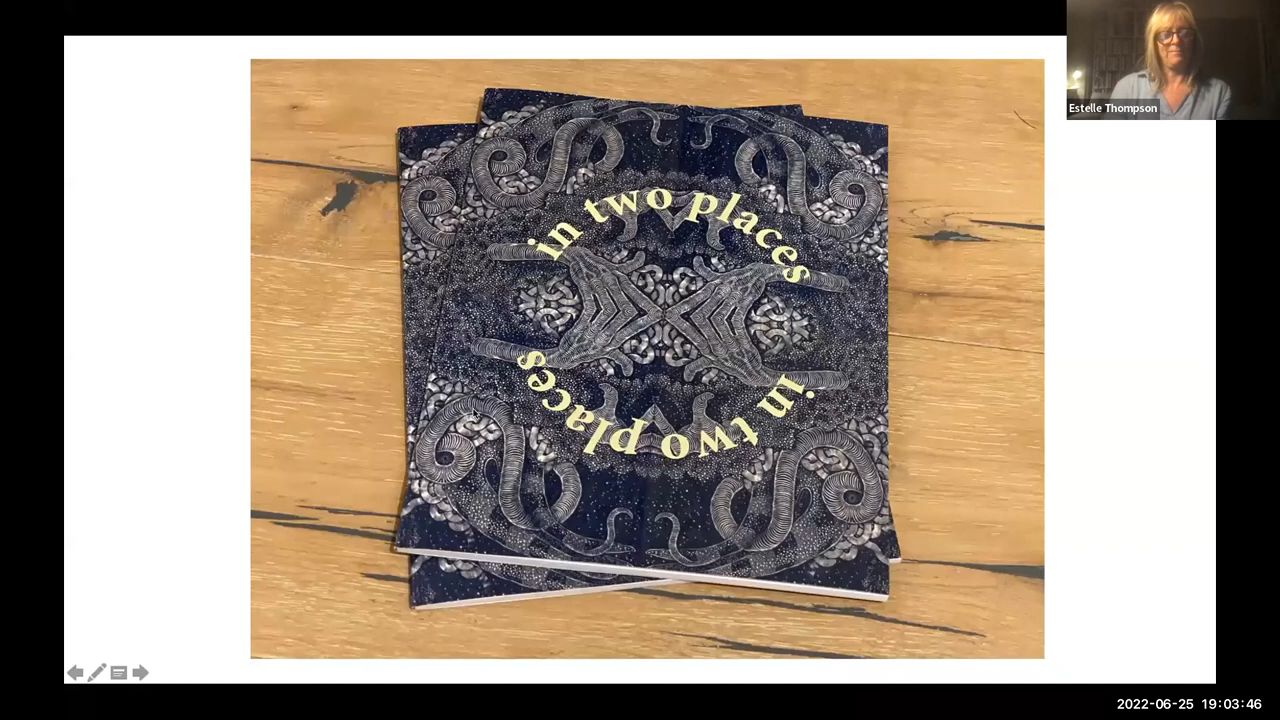 Estelle Thompson
in two places
in two places
2022-06-25 19:03:46